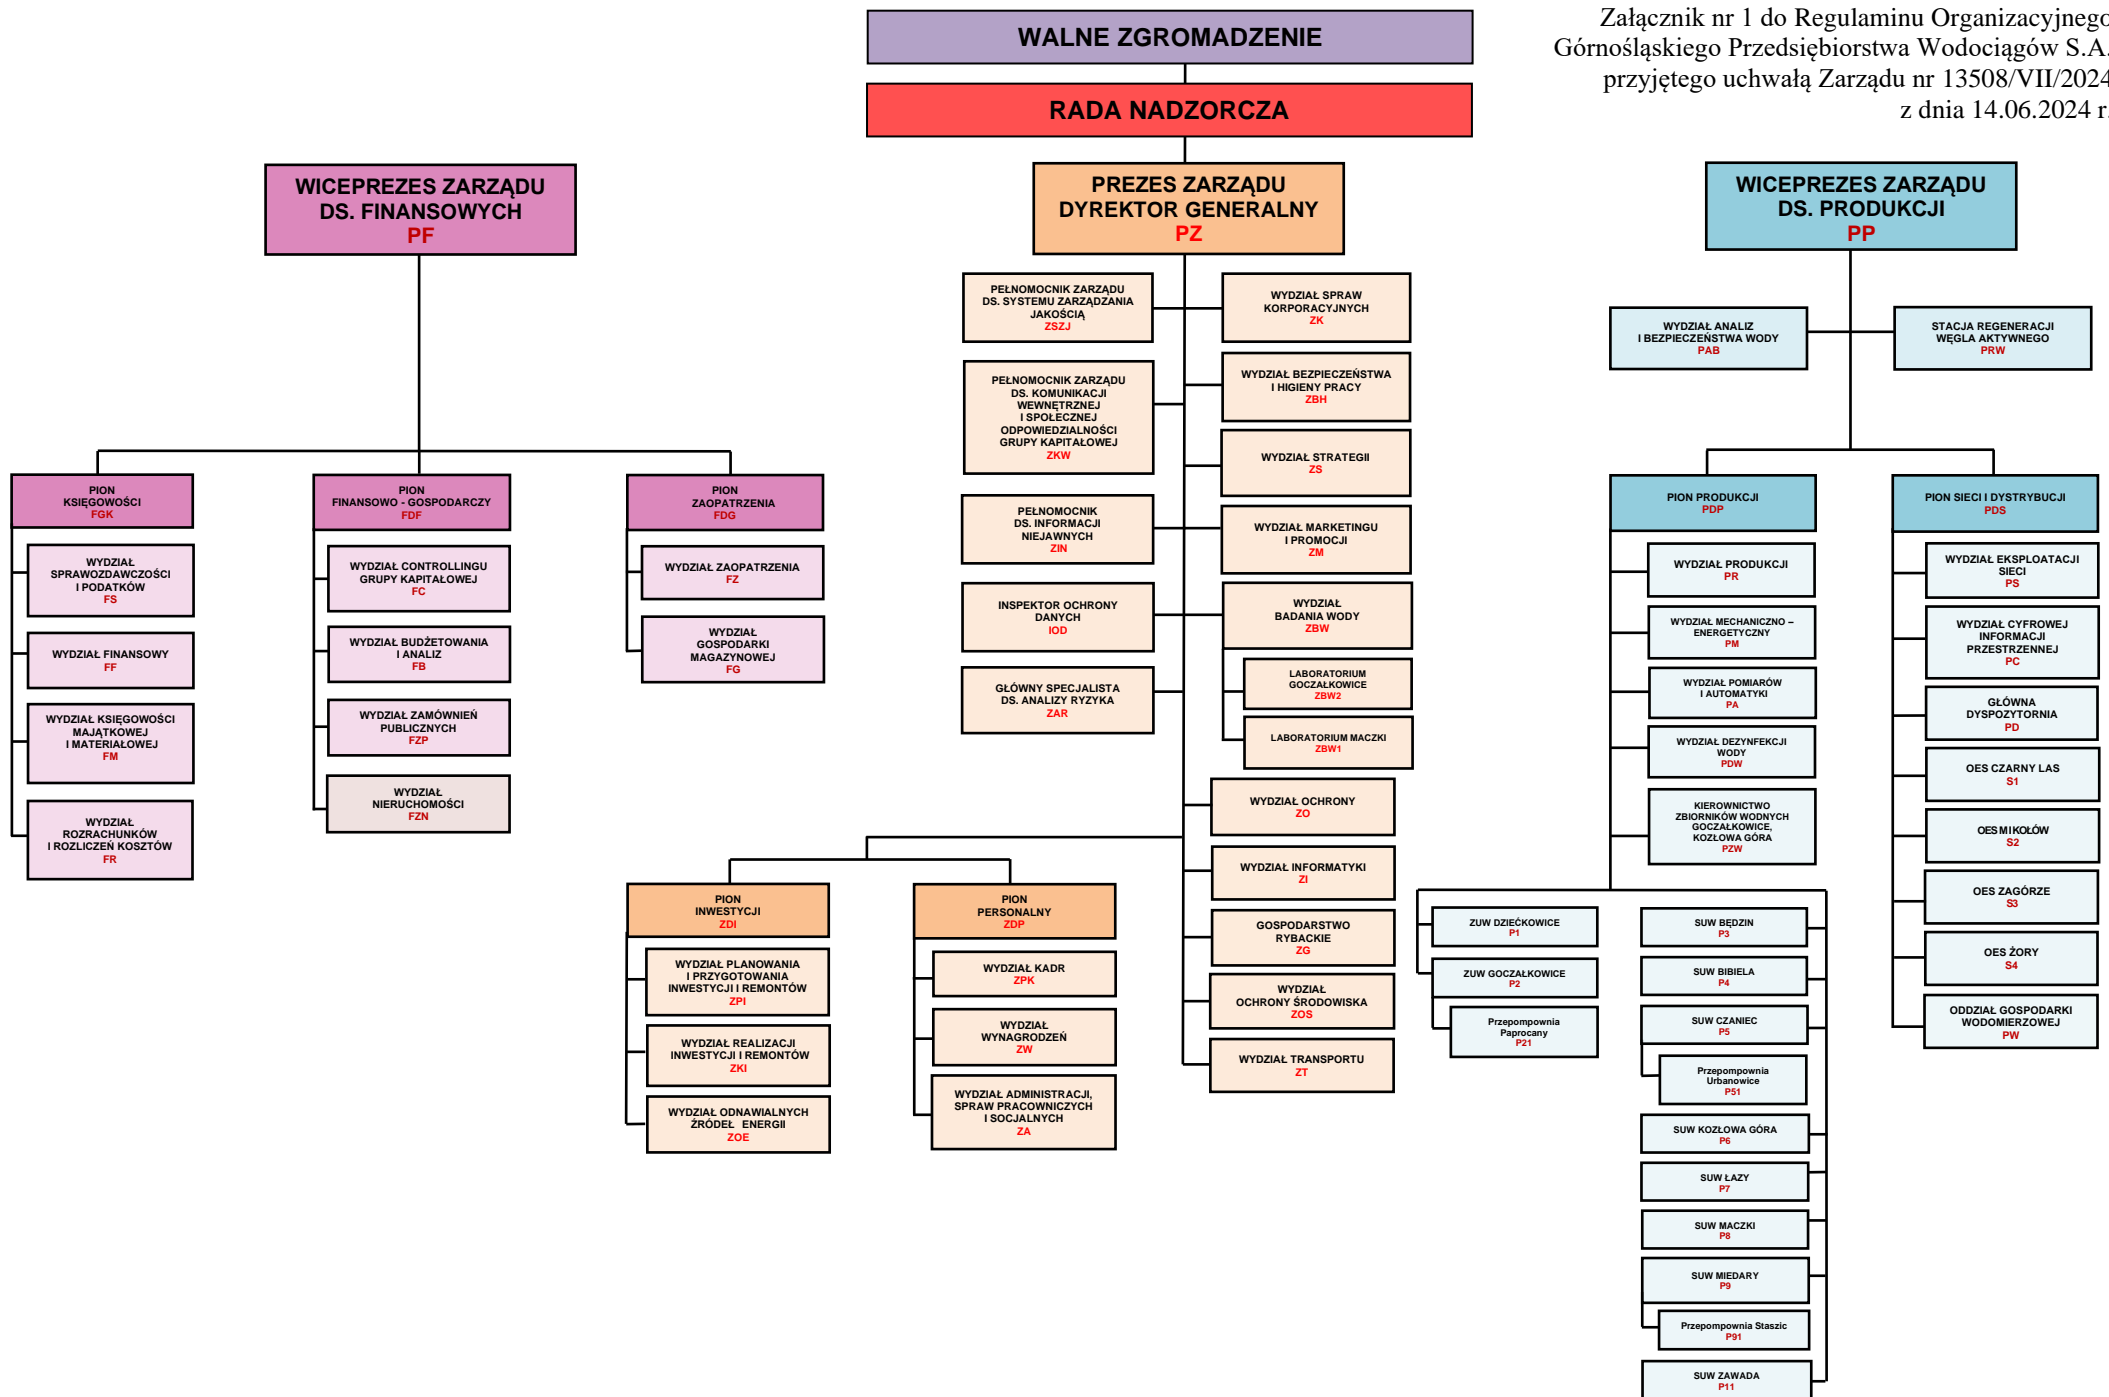 Załącznik nr 1 do Regulaminu Organizacyjnego
Górnośląskiego Przedsiębiorstwa Wodociągów S.A.
przyjętego uchwałą Zarządu nr 13508/VII/2024
z dnia 14.06.2024 r.
WALNE ZGROMADZENIE
RADA NADZORCZA
WICEPREZES ZARZĄDU
DS. FINANSOWYCH
PF
PREZES ZARZĄDU
DYREKTOR GENERALNY
PZ
WICEPREZES ZARZĄDU
DS. PRODUKCJI
PP
PION
KSIĘGOWOŚCI
FGK
WYDZIAŁ
SPRAWOZDAWCZOŚCI
I PODATKÓW
FS
WYDZIAŁ FINANSOWY
FF
WYDZIAŁ KSIĘGOWOŚCI
MAJĄTKOWEJ
I MATERIAŁOWEJ
FM
WYDZIAŁ
ROZRACHUNKÓW
I ROZLICZEŃ KOSZTÓW
FR
PION
FINANSOWO - GOSPODARCZY
FDF
WYDZIAŁ CONTROLLINGU
GRUPY KAPITAŁOWEJ
FC
WYDZIAŁ BUDŻETOWANIA
I ANALIZ
FB
WYDZIAŁ ZAMÓWNIEŃ
PUBLICZNYCH
FZP
WYDZIAŁ
NIERUCHOMOŚCI
FZN
PION
ZAOPATRZENIA
FDG
WYDZIAŁ ZAOPATRZENIA
FZ
WYDZIAŁ
GOSPODARKI
MAGAZYNOWEJ
FG
PEŁNOMOCNIK ZARZĄDU
DS. SYSTEMU ZARZĄDZANIA
JAKOŚCIĄ
ZSZJ
PEŁNOMOCNIK ZARZĄDU
DS. KOMUNIKACJI
WEWNĘTRZNEJ
I SPOŁECZNEJ
ODPOWIEDZIALNOŚCI
GRUPY KAPITAŁOWEJ
ZKW
PEŁNOMOCNIK
DS. INFORMACJI
NIEJAWNYCH
ZIN
INSPEKTOR OCHRONY
DANYCH
IOD
GŁÓWNY SPECJALISTA
DS. ANALIZY RYZYKA
ZAR
WYDZIAŁ SPRAW
KORPORACYJNYCH
ZK
WYDZIAŁ BEZPIECZEŃSTWA
I HIGIENY PRACY
ZBH
WYDZIAŁ STRATEGII
ZS
WYDZIAŁ MARKETINGU
I PROMOCJI
ZM
WYDZIAŁ
BADANIA WODY
ZBW
LABORATORIUM
GOCZAŁKOWICE
ZBW2
LABORATORIUM MACZKI
ZBW1
WYDZIAŁ OCHRONY
ZO
WYDZIAŁ INFORMATYKI
ZI
GOSPODARSTWO
RYBACKIE
ZG
WYDZIAŁ
OCHRONY ŚRODOWISKA
ZOS
WYDZIAŁ TRANSPORTU
ZT
PION
INWESTYCJI
ZDI
WYDZIAŁ PLANOWANIA
I PRZYGOTOWANIA
INWESTYCJI I REMONTÓW
ZPI
WYDZIAŁ REALIZACJI
INWESTYCJI I REMONTÓW
ZKI
WYDZIAŁ ODNAWIALNYCH
ŹRÓDEŁ ENERGII
ZOE
PION
PERSONALNY
ZDP
WYDZIAŁ KADR
ZPK
WYDZIAŁ
WYNAGRODZEŃ
ZW
WYDZIAŁ ADMINISTRACJI,
SPRAW PRACOWNICZYCH
I SOCJALNYCH
ZA
WYDZIAŁ ANALIZ
I BEZPIECZEŃSTWA WODY
PAB
STACJA REGENERACJI
WĘGLA AKTYWNEGO
PRW
PION PRODUKCJI
PDP
WYDZIAŁ PRODUKCJI
PR
WYDZIAŁ MECHANICZNO –
ENERGETYCZNY
PM
WYDZIAŁ POMIARÓW
I AUTOMATYKI
PA
WYDZIAŁ DEZYNFEKCJI
WODY
PDW
KIEROWNICTWO
ZBIORNIKÓW WODNYCH
GOCZAŁKOWICE,
KOZŁOWA GÓRA
PZW
ZUW DZIEĆKOWICE
P1
ZUW GOCZAŁKOWICE
P2
Przepompownia
Paprocany
P21
SUW BĘDZIN
P3
SUW BIBIELA
P4
SUW CZANIEC
P5
Przepompownia
Urbanowice
P51
SUW KOZŁOWA GÓRA
P6
SUW ŁAZY
P7
SUW MACZKI
P8
SUW MIEDARY
P9
Przepompownia Staszic
P91
SUW ZAWADA
P11
PION SIECI I DYSTRYBUCJI
PDS
WYDZIAŁ EKSPLOATACJI
SIECI
PS
WYDZIAŁ CYFROWEJ
INFORMACJI
PRZESTRZENNEJ
PC
GŁÓWNA
DYSPOZYTORNIA
PD
OES CZARNY LAS
S1
OES MIKOŁÓW
S2
OES ZAGÓRZE
S3
OES ŻORY
S4
ODDZIAŁ GOSPODARKI
WODOMIERZOWEJ
PW